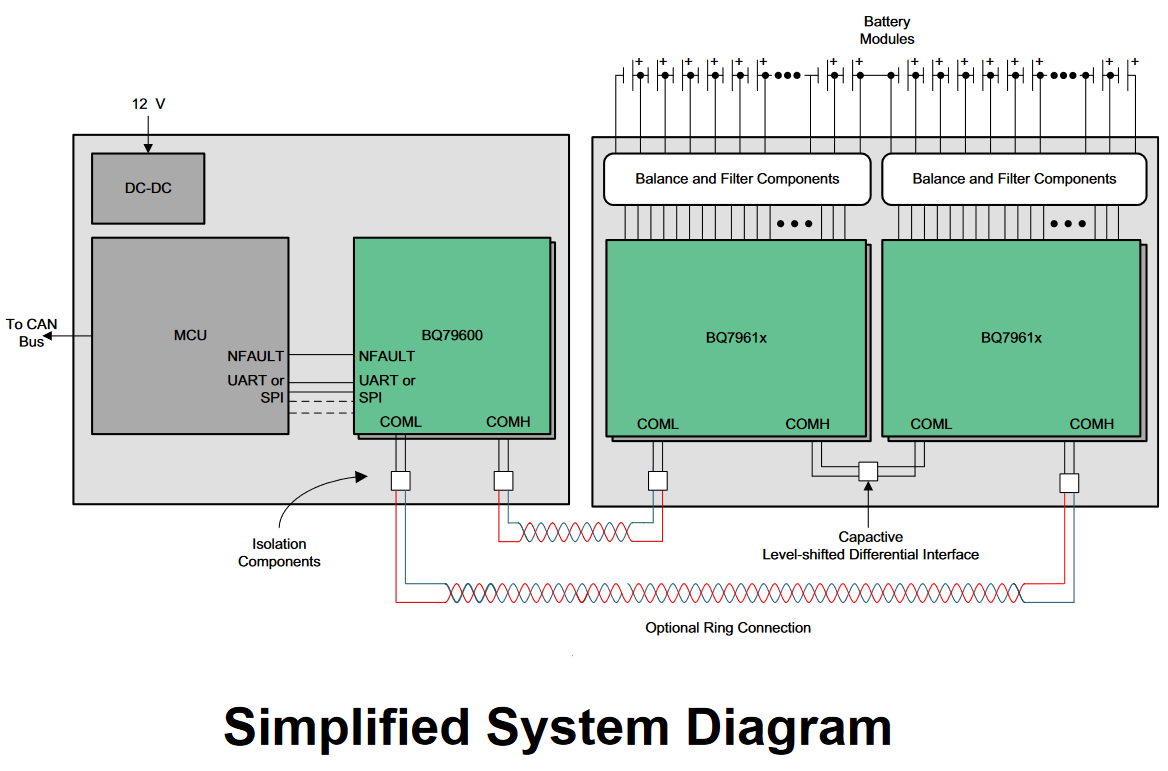 Battery
Modules
+ + + + + + + + + + + + + + + +
12 V
DC-DC
Balance and Filter Components
Balance and Filter Components
To CAN
Bus
MCU
NFAULT
UART or
SPI
BQ79600
NFAULT
UART or
SPI
COML
COMH
BQ7961x
COML
COMH
BQ7961x
COML
COMH
Isolation
Components
Capactive
Level-shifted Differential Interface
Optional Ring Connection
Simplified System Diagram